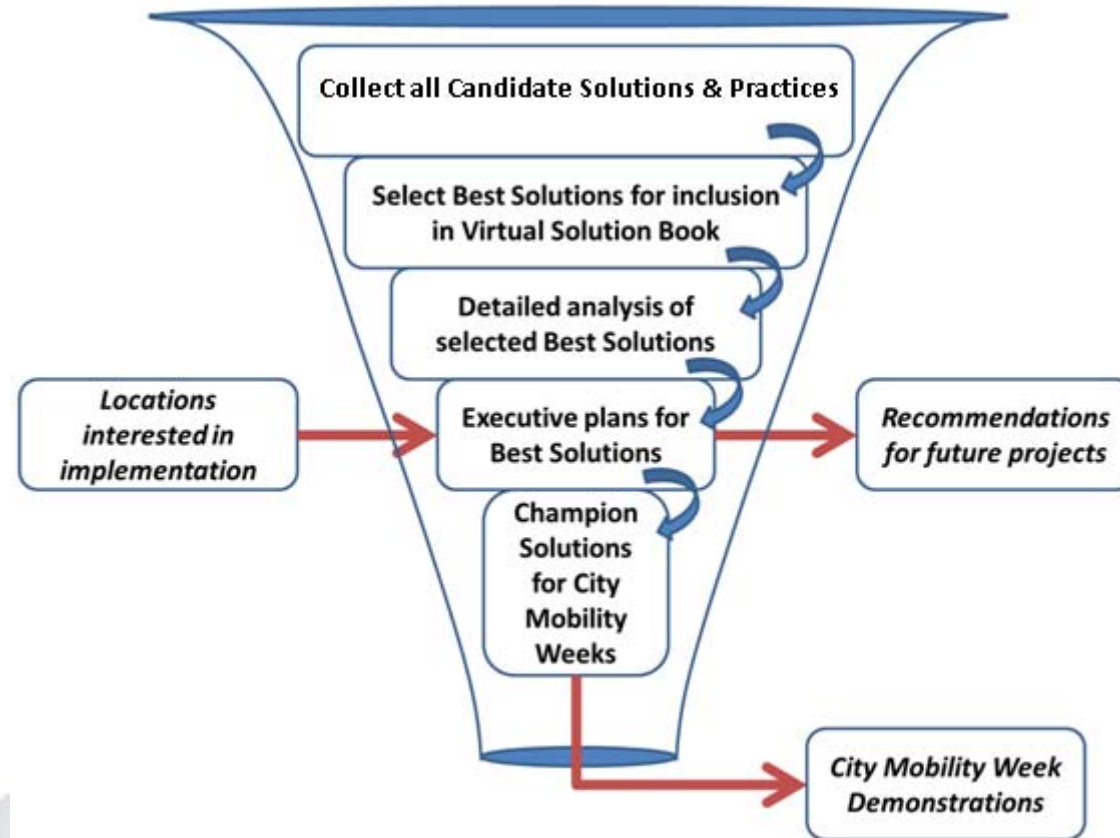 Collect all Candidate Solutions & Practices
Select Best Solutions for inclusion
in Virtual Solution Book
Detailed analysis of
selected Best Solutions
Locations
interested in
implementation
Executive plans for
Best Solutions
Recommendations
for future projects
Champion
Solutions
for City
Mobility
Weeks
City Mobility Week
Demonstrations